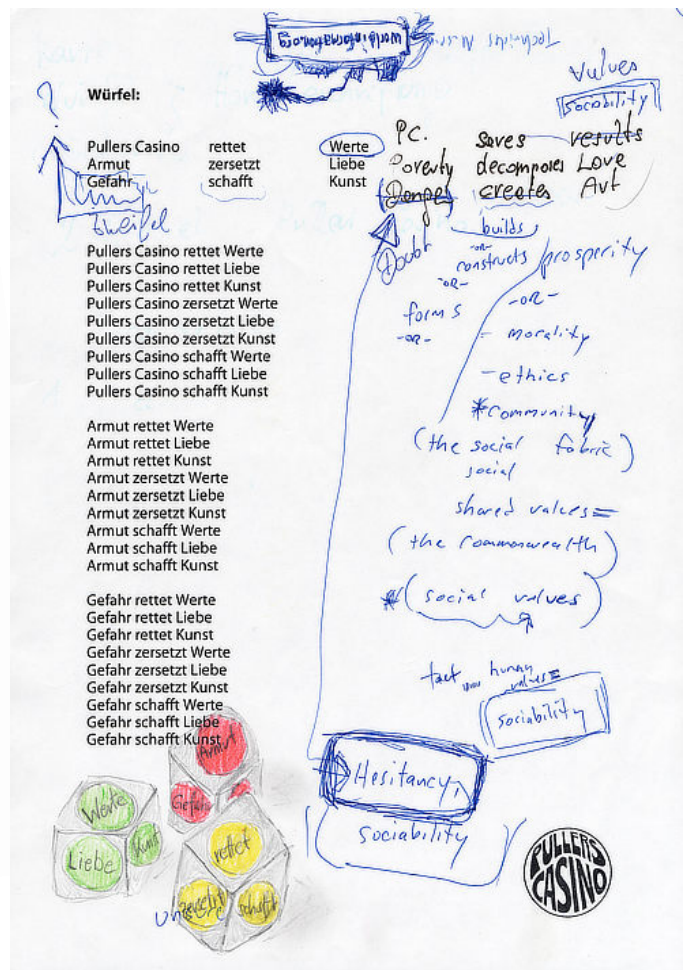 Technisches Museum
worldinformation.org
values
Würfel:
sociability
?
Pullers Casino rettet Werte P.C. saves results
Armut zersetzt Liebe Poverty decomposes Love
Gefahr schafft Kunst Danger creates Art
Zweifel
Doubt
builds
-or-
constructs
-or-
forms
-or-
prosperity
-or-
- morality
- ethics
*community
(the social fabric)
social
shared values=
(the commonwealth)
*(social values)
Pullers Casino rettet Werte
Pullers Casino rettet Liebe
Pullers Casino rettet Kunst
Pullers Casino zersetzt Werte
Pullers Casino zersetzt Liebe
Pullers Casino zersetzt Kunst
Pullers Casino schafft Werte
Pullers Casino schafft Liebe
Pullers Casino schafft Kunst
Armut rettet Werte
Armut rettet Liebe
Armut rettet Kunst
Armut zersetzt Werte
Armut zersetzt Liebe
Armut zersetzt Kunst
Armut schafft Werte
Armut schafft Liebe
Armut schafft Kunst
Gefahr rettet Werte
Gefahr rettet Liebe
Gefahr rettet Kunst
Gefahr zersetzt Werte
Gefahr zersetzt Liebe
Gefahr zersetzt Kunst
Gefahr schafft Werte
Gefahr schafft Liebe
Gefahr schafft Kunst
tact human
values=
sociability
Hesitancy,
sociability
Armut
Gefahr
Werte
Liebe
Kunst
rettet
zersetzt
schafft
PULLERS
CASINO